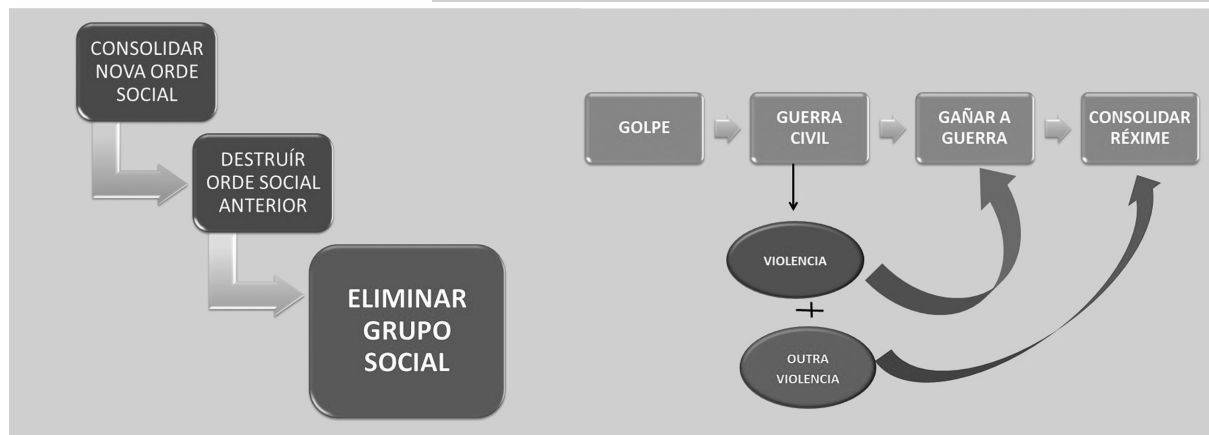 CONSOLIDAR
NOVA ORDE
SOCIAL
DESTRUÍR
ORDE SOCIAL
ANTERIOR
ELIMINAR
GRUPO
SOCIAL
GOLPE
GUERRA
CIVIL
GAÑAR A
GUERRA
CONSOLIDAR
RÉXIME
VIOLENCIA
+
OUTRA
VIOLENCIA